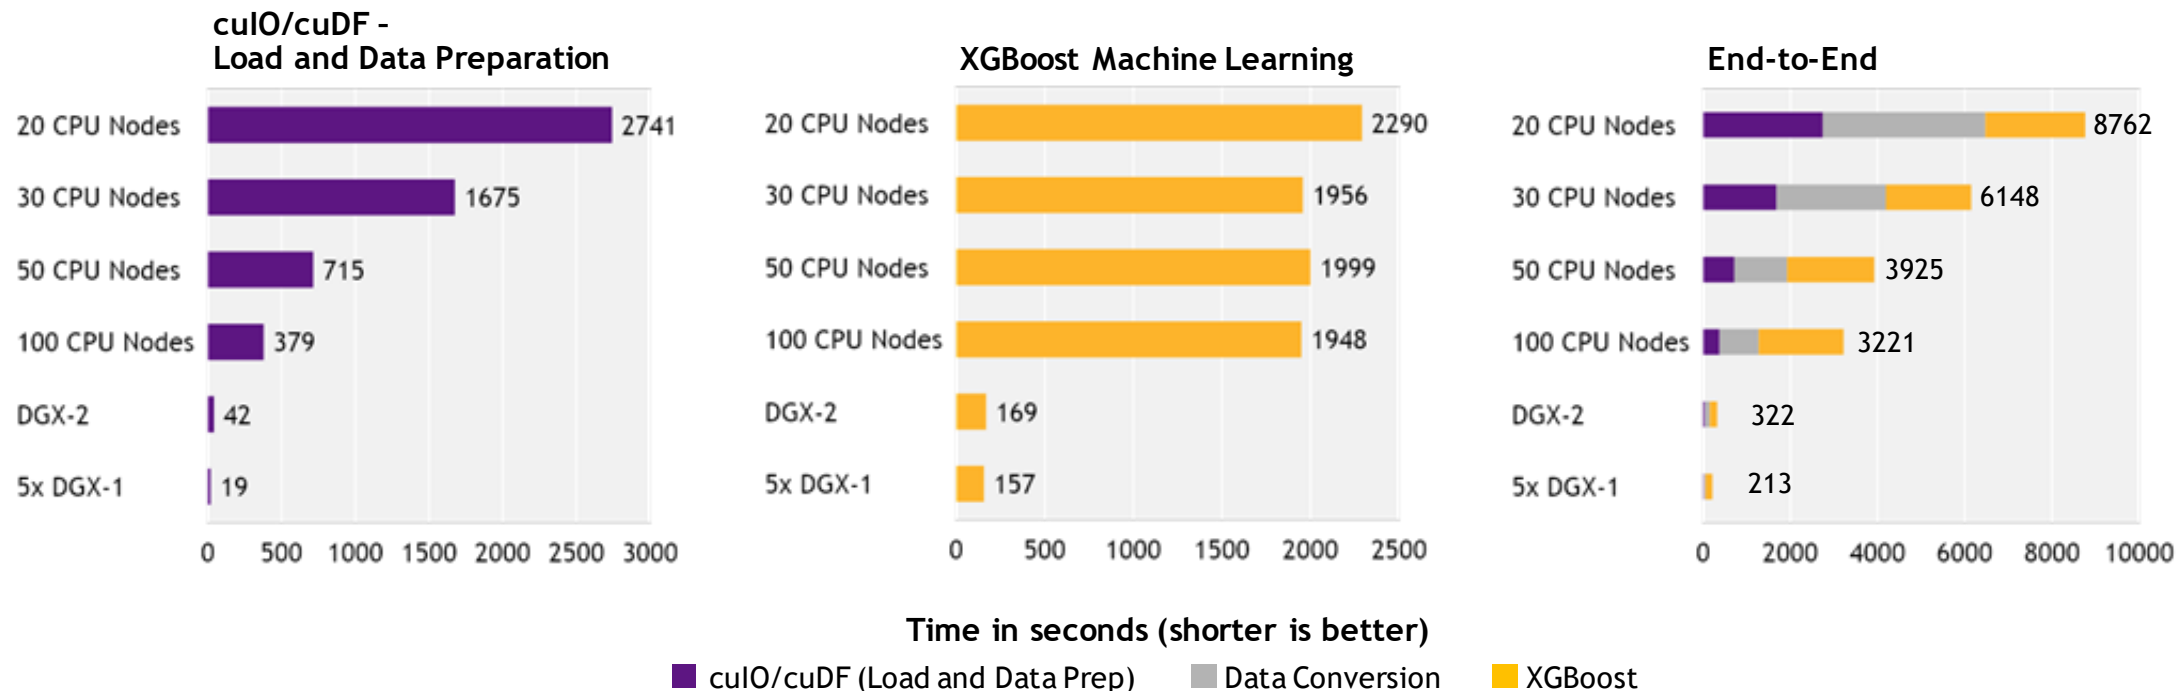 cuIO/cuDF –
Load and Data Preparation
20 CPU Nodes
2741
30 CPU Nodes
1675
50 CPU Nodes
715
100 CPU Nodes
379
DGX-2
42
5x DGX-1
19
0 500 1000 1500 2000 2500 3000
XGBoost Machine Learning
20 CPU Nodes
2290
30 CPU Nodes
1956
50 CPU Nodes
1999
100 CPU Nodes
1948
DGX-2
169
5x DGX-1
157
0 500 1000 1500 2000 2500
End-to-End
20 CPU Nodes
8762
30 CPU Nodes
6148
50 CPU Nodes
3925
100 CPU Nodes
3221
DGX-2
322
5x DGX-1
213
0 2000 4000 6000 8000 10000
Time in seconds (shorter is better)
cuIO/cuDF (Load and Data Prep) Data Conversion XGBoost